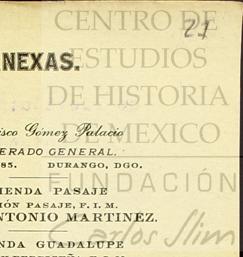 21
CENTRO DE
ESTUDIOS
DE HISTORIA
DE MEXICO
FUNDACIÓN
Carlos Slim
NEXAS.
isco Gómez Palacio
ERADO GENERAL.
85. DURANGO, DGO.
IENDA PASAJE
IÓN PASAJE, F. I. M.
NTONIO MARTINEZ.
NDA GUADALUPE